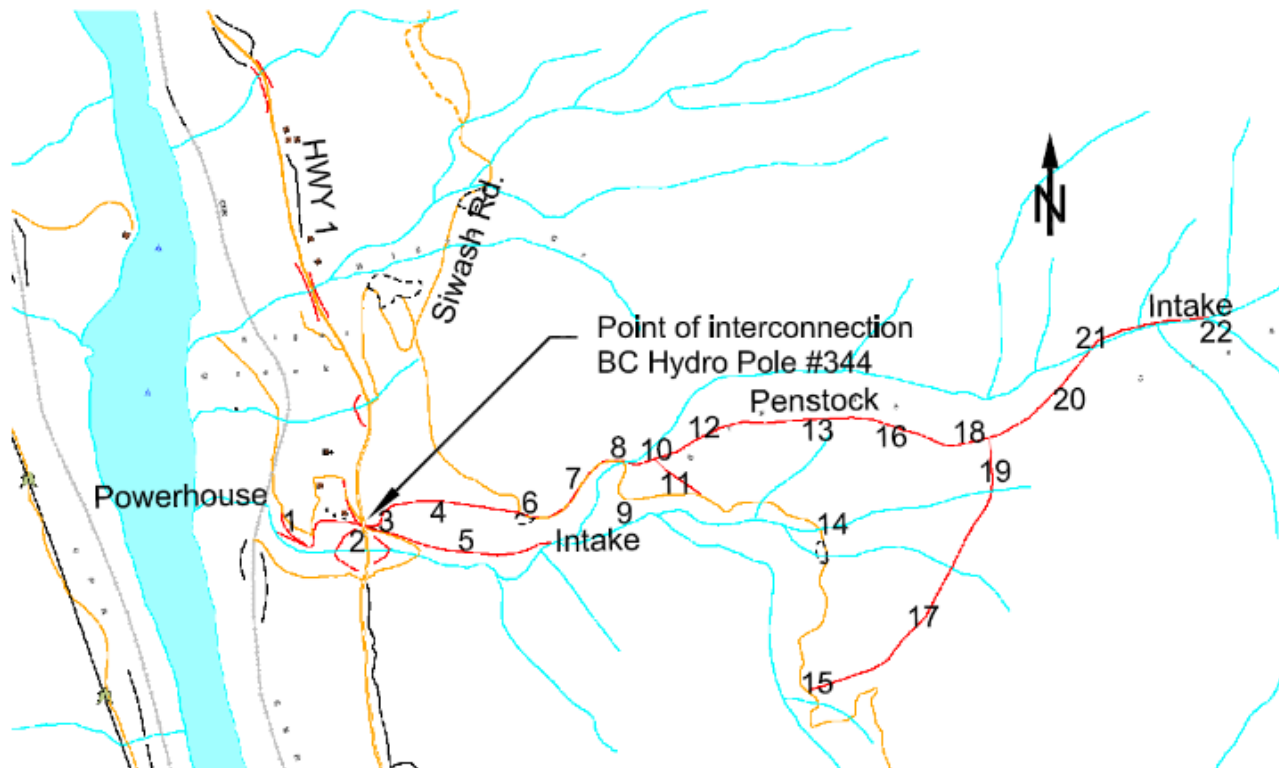 HWY 1
Siwash Rd.
N
Point of interconnection
BC Hydro Pole #344
Intake
22
21
20
Penstock
12
13
16
18
19
8
10
11
7
6
9
14
Powerhouse
1
2
3
4
5
Intake
17
15